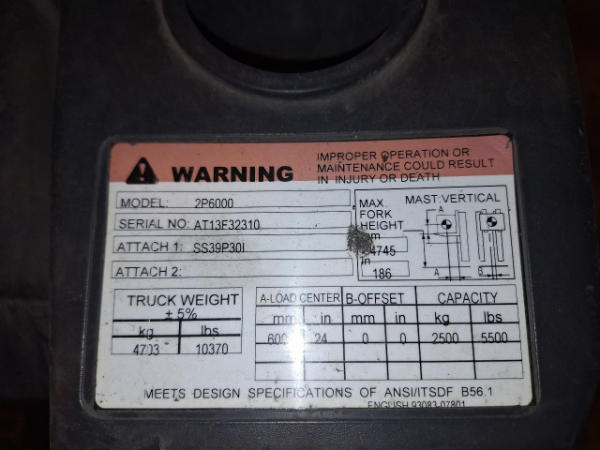 WARNING
IMPROPER OPERATION OR
MAINTENANCE COULD RESULT
IN INJURY OR DEATH
MODEL: 2P6000
SERIAL NO: AT13F32310
ATTACH 1: SS39P30I
ATTACH 2:
MAX.
FORK
HEIGHT
4745
in
186
MAST:VERTICAL
A
A
B
TRUCK WEIGHT
± 5%
kg lbs
4703 10370
A-LOAD CENTER B-OFFSET CAPACITY
mm in mm in kg lbs
600 24 0 0 2500 5500
MEETS DESIGN SPECIFICATIONS OF ANSI/ITSDF B56.1
ENGLISH 93083-07801